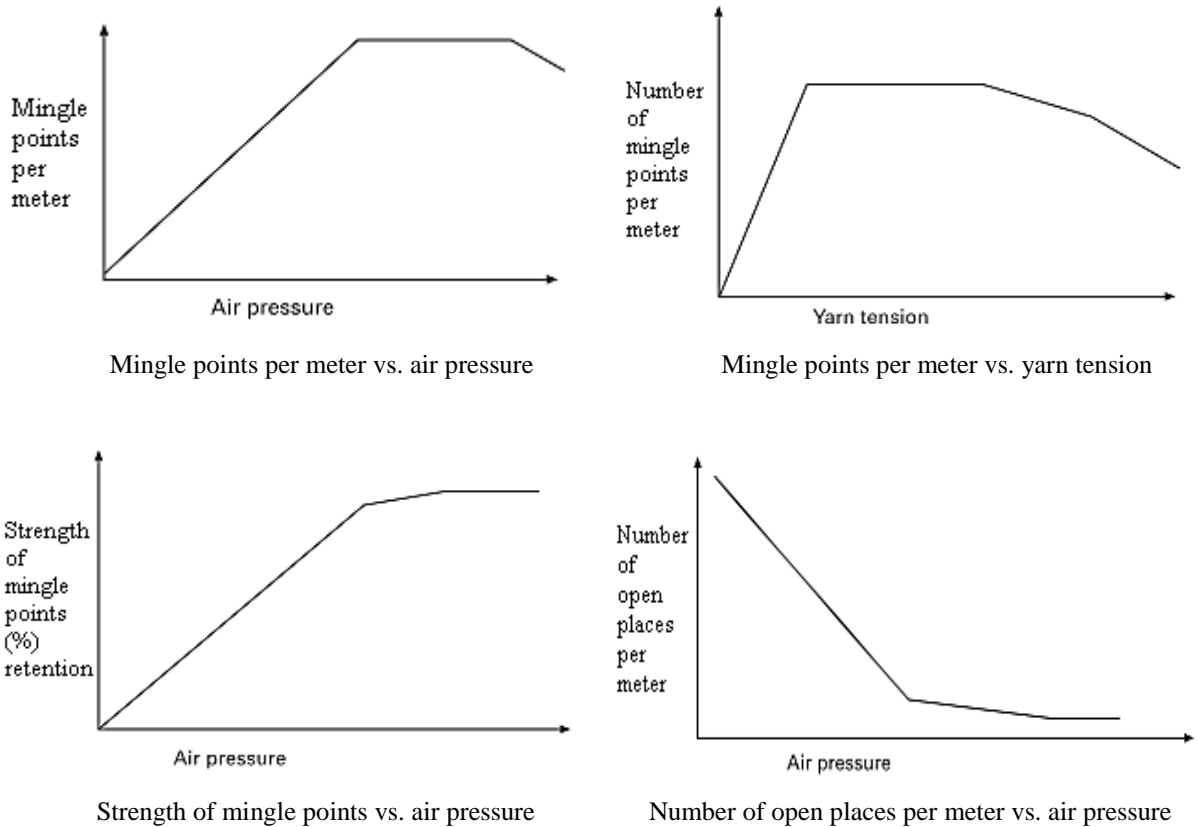 Mingle
points
per
meter
Air pressure
Mingle points per meter vs. air pressure
Number
of
mingle
points
per
meter
Yarn tension
Mingle points per meter vs. yarn tension
Strength
of
mingle
points
(%)
retention
Air pressure
Strength of mingle points vs. air pressure
Number
of
open
places
per
meter
Air pressure
Number of open places per meter vs. air pressure